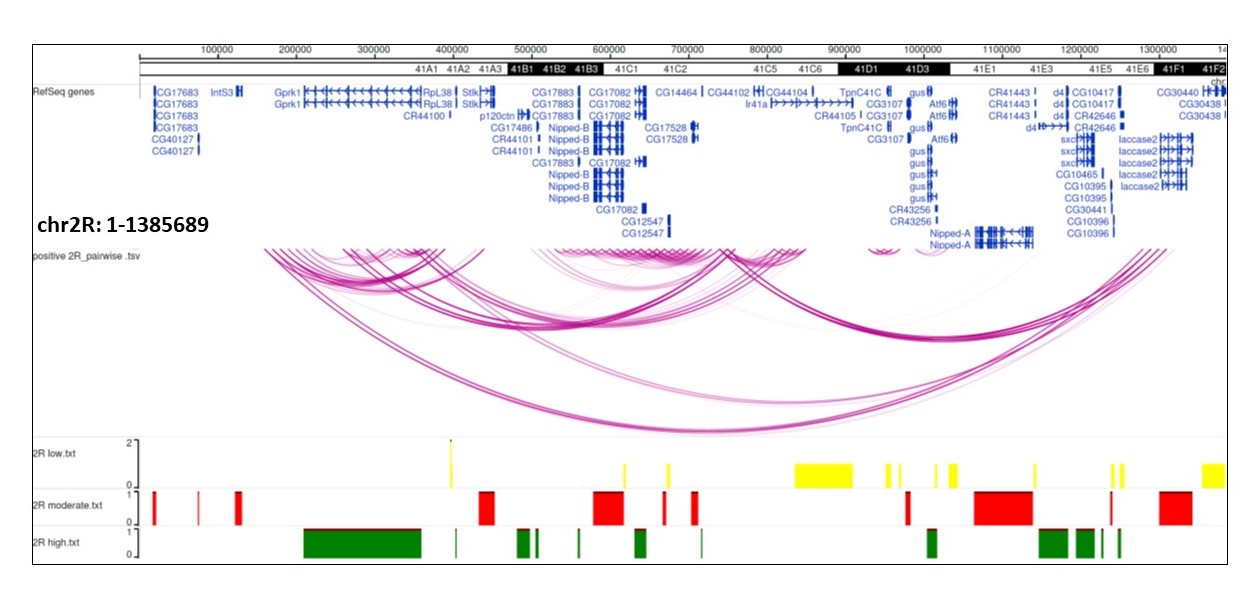 100000 200000 300000 400000 500000 600000 700000 800000 900000 1000000 1100000 1200000 1300000 14
41A1 41A2 41A3 41B1 41B2 41B3 41C1 41C2 41C5 41C6 41D1 41D3 41E1 41E3 41E5 41E6 41F1 41F2
chr
RefSeq genes CG17683 IntS3 Gprk1 RpL38 Stlk CG17883 CG17082 CG14464 CG44102 CG44104 TpnC41C gus CR41443 d4 CG10417 CG30440
CG17683 Gprk1 RpL38 Stlk CG17883 CG17082 Ir41a CG3107 Atf6 CR41443 d4 CG10417 CG30438
CG17683 CR44100 p120ctn CG17883 CG17082 CR44105 CG3107 Atf6 CR41443 d4 CR42646 CG30438
CG17683 CG17486 Nipped-B CG17528 TpnC41C gus d4 CR42646
CG40127 CR44101 Nipped-B CG17528 CG3107 Atf6 sxc laccase2
CG40127 CR44101 Nipped-B gus sxc laccase2
CG17883 CG17082 gus sxc laccase2
Nipped-B gus CG10465 laccase2
Nipped-B gus CG10395 laccase2
Nipped-B gus CG10395
CG17082 CR43256 CG30441
chr2R: 1-1385689 CG12547 CR43256 CG10396
CG12547 Nipped-A CG10396
Nipped-A
positive 2R_pairwise .tsv
2R low.txt 2
0
2R moderate.txt 1
0
2R high.txt 1
0